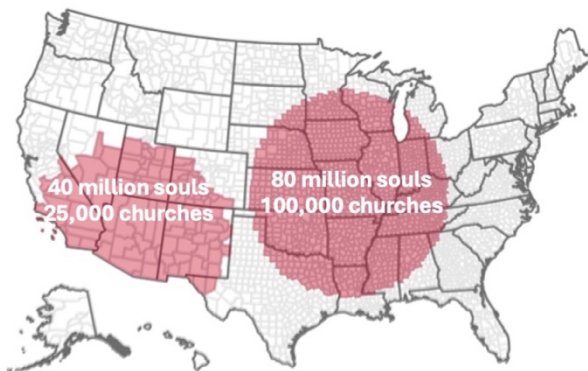 40 million souls
25,000 churches
80 million souls
100,000 churches